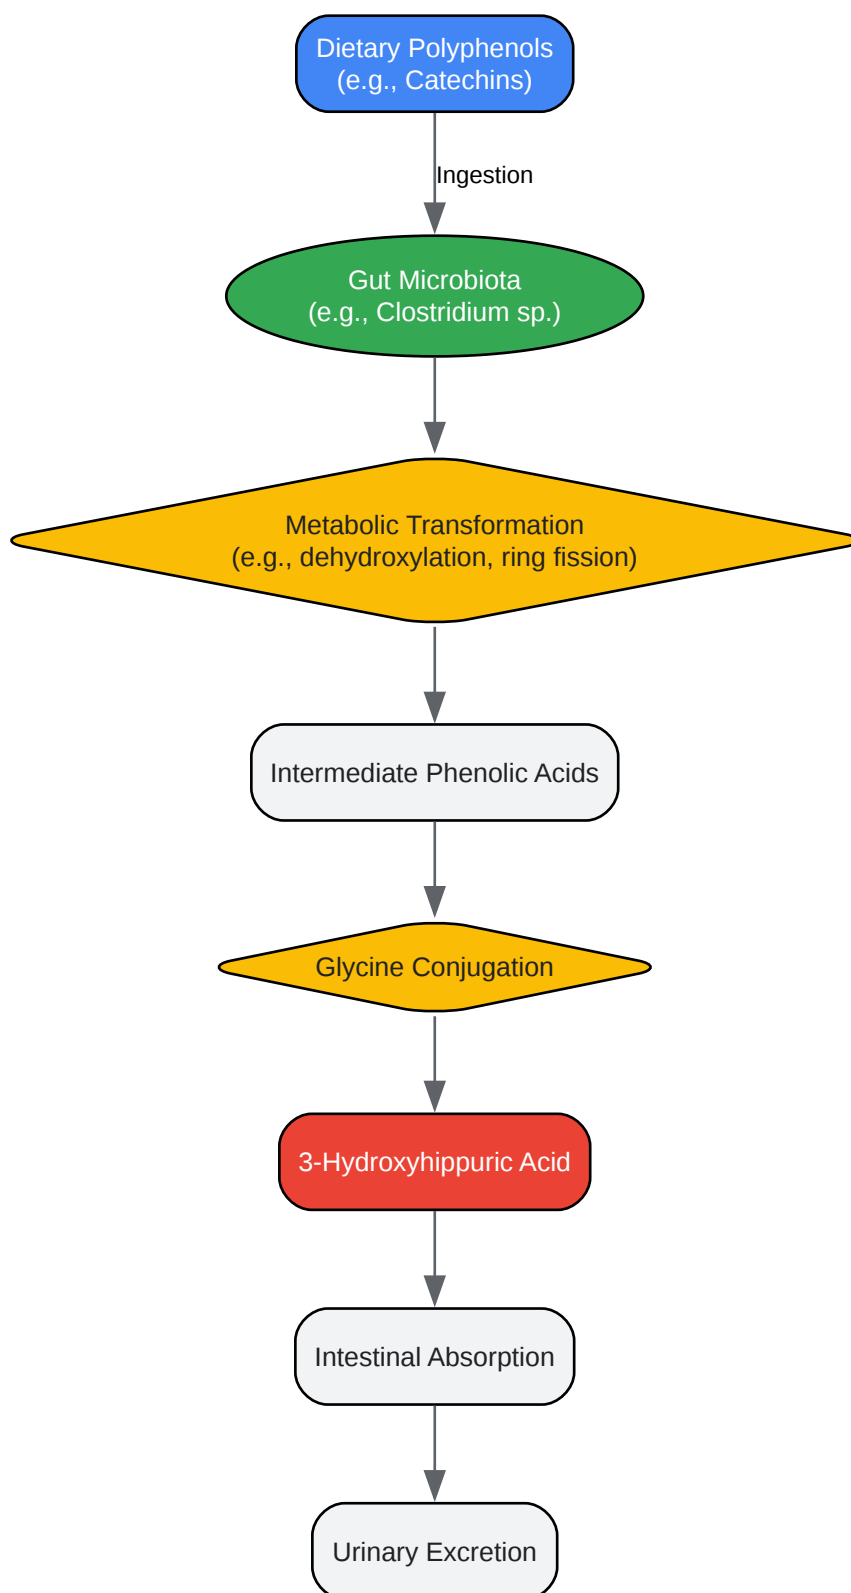 Dietary Polyphenols
(e.g., Catechins)
Ingestion
Gut Microbiota
(e.g., Clostridium sp.)
Metabolic Transformation
(e.g., dehydroxylation, ring fission)
Intermediate Phenolic Acids
Glycine Conjugation
3-Hydroxyhippuric Acid
Intestinal Absorption
Urinary Excretion